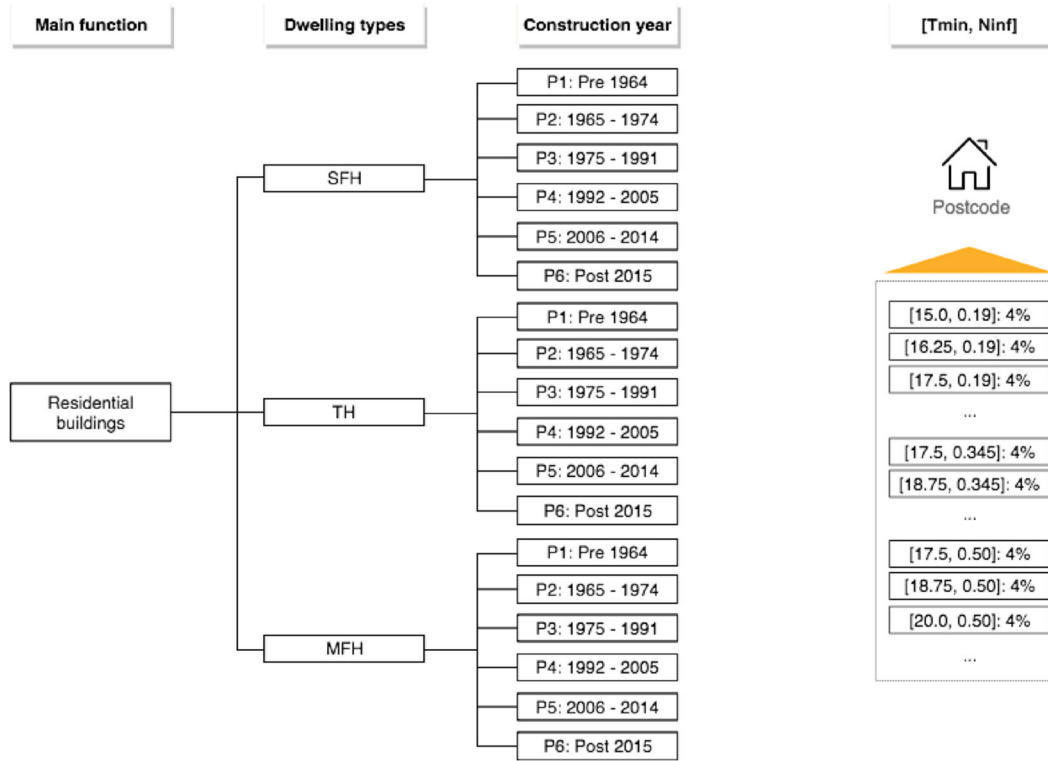 Main function
Dwelling types
Construction year
[Tmin, Ninf]
Residential
buildings
SFH
P1: Pre 1964
P2: 1965 - 1974
P3: 1975 - 1991
P4: 1992 - 2005
P5: 2006 - 2014
P6: Post 2015
TH
P1: Pre 1964
P2: 1965 - 1974
P3: 1975 - 1991
P4: 1992 - 2005
P5: 2006 - 2014
P6: Post 2015
MFH
P1: Pre 1964
P2: 1965 - 1974
P3: 1975 - 1991
P4: 1992 - 2005
P5: 2006 - 2014
P6: Post 2015
Postcode
[15.0, 0.19]: 4%
[16.25, 0.19]: 4%
[17.5, 0.19]: 4%
...
[17.5, 0.345]: 4%
[18.75, 0.345]: 4%
...
[17.5, 0.50]: 4%
[18.75, 0.50]: 4%
[20.0, 0.50]: 4%
...